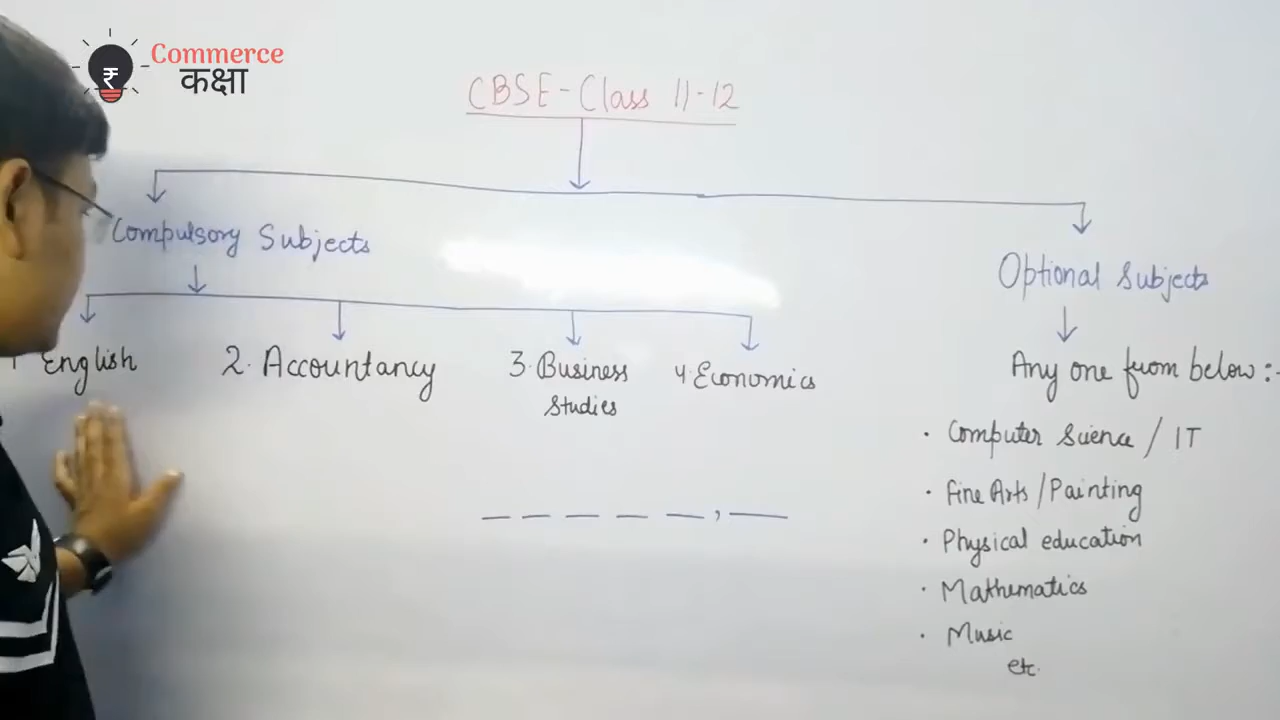 Commerce
कक्षा
₹
CBSE-Class 11-12
Compulsory Subjects
Optional Subjects
1. English
2. Accountancy
3. Business
Studies
4. Economics
Any one from below:-
• Computer Science / IT
• Fine Arts / Painting
• Physical education
• Mathematics
• Music
etc.